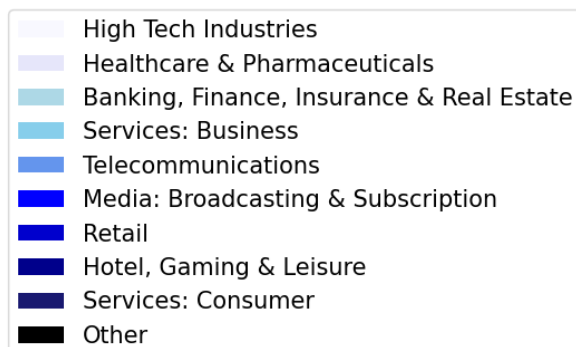 High Tech Industries
Healthcare & Pharmaceuticals
Banking, Finance, Insurance & Real Estate
Services: Business
Telecommunications
Media: Broadcasting & Subscription
Retail
Hotel, Gaming & Leisure
Services: Consumer
Other